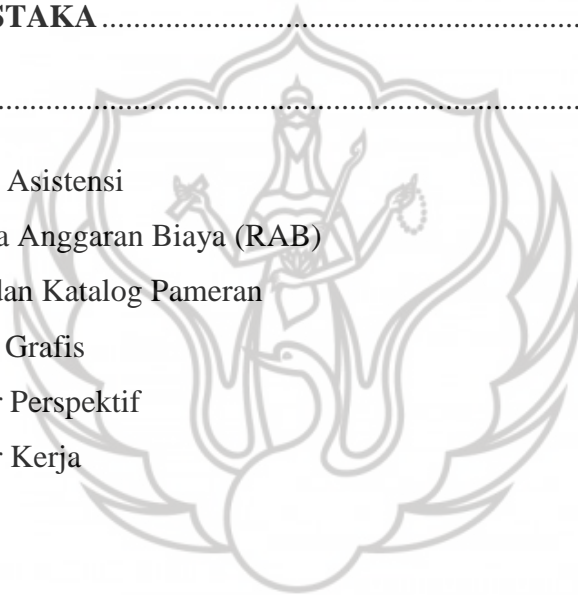 STAKA ..........................................................
..........................................................................
Asistensi
a Anggaran Biaya (RAB)
dan Katalog Pameran
Grafis
r Perspektif
r Kerja